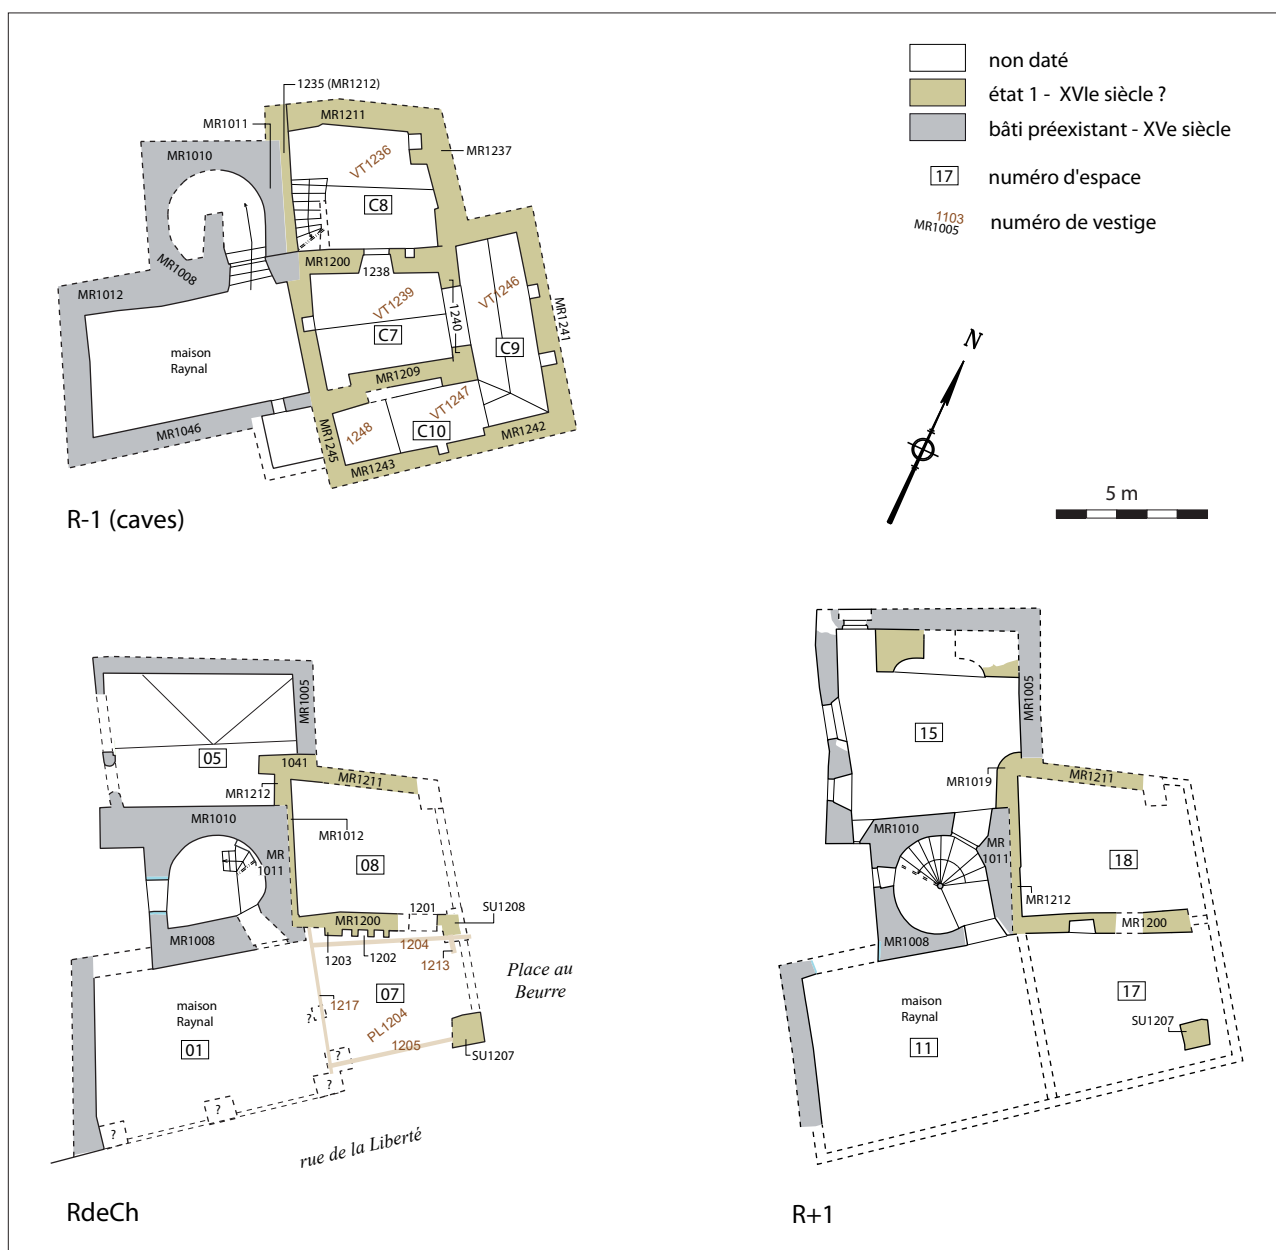 non daté
état 1 - XVIe siècle ?
bâti préexistant - XVe siècle
17 numéro d'espace
1103
MR1005
numéro de vestige
N
5 m
1235 (MR1212)
MR1211
MR1011
MR1010
MR1237
VT1236
C8
MR1200
1238
MR1008
MR1012
VT1239
VT1246
1240
MR1241
C7
C9
maison
Raynal
MR1209
VT1247
1248
C10
MR1046
MR1245
MR1242
MR1243
R-1 (caves)
MR1005
05
1041
MR1211
MR1212
MR1010
MR1012
MR
1011
08
1201
SU1208
MR1200
MR1008
1203
1202
1204
1213
Place au
Beurre
1217
07
?
PL1204
maison
Raynal
01
1205
SU1207
?
?
?
?
rue de la Liberté
RdeCh
MR1005
15
MR1019
MR1211
MR1010
MR
1011
18
MR1212
MR1200
MR1008
17
maison
Raynal
SU1207
11
R+1